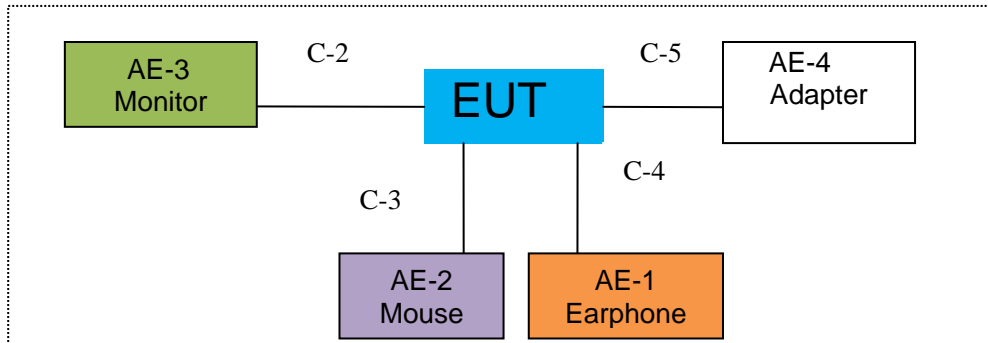 C-2
C-5
AE-3
Monitor
EUT
AE-4
Adapter
C-3
C-4
AE-2
Mouse
AE-1
Earphone